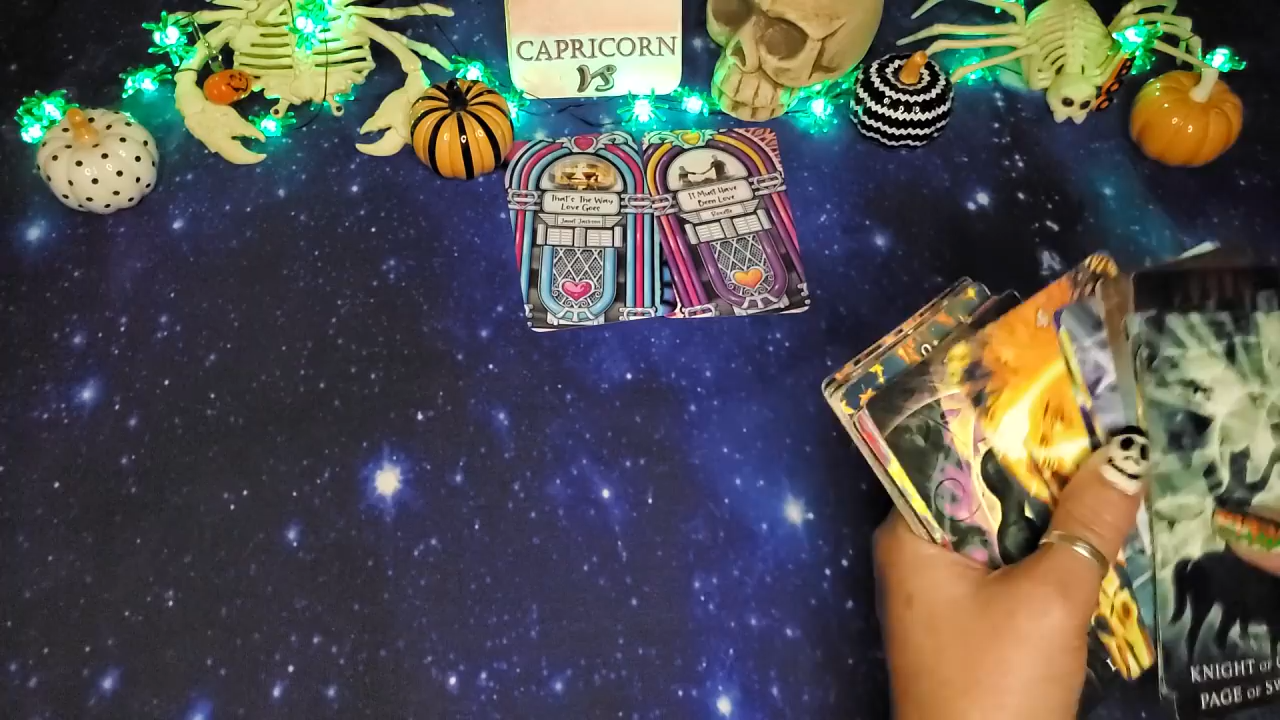 CAPRICORN
That's The Way
Love Goes
Janet Jackson
It Must Have
Been Love
Roxette
KNIGHT OF
PAGE OF SW